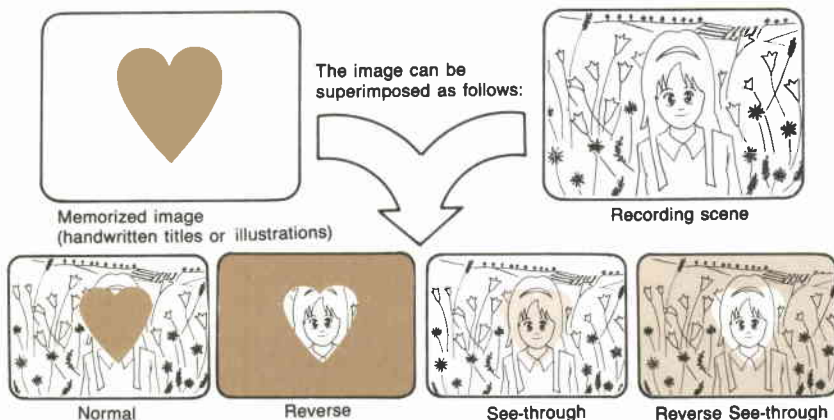 The image can be
superimposed as follows:
Memorized image
(handwritten titles or illustrations)
Recording scene
Normal
Reverse
See-through
Reverse See-through